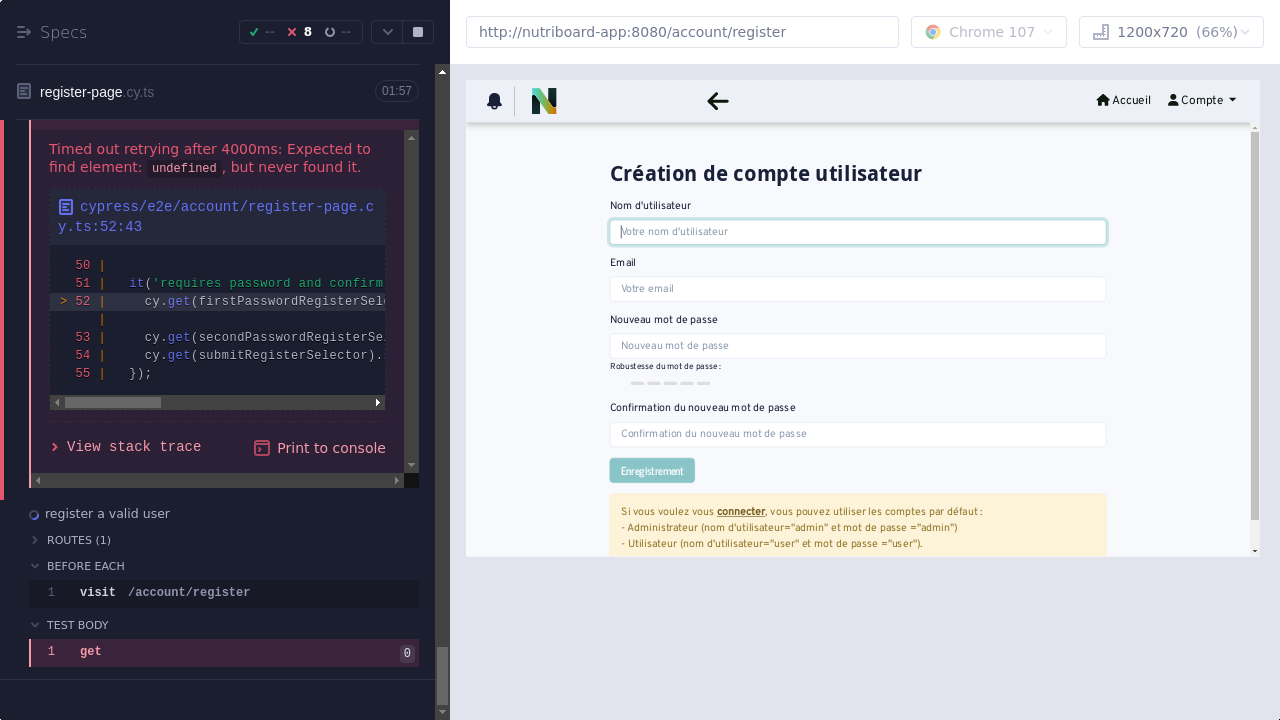 Specs
--
8
--
http://nutriboard-app:8080/account/register
Chrome 107
1200x720 (66%)
register-page.cy.ts
01:57
Timed out retrying after 4000ms: Expected to
find element: undefined, but never found it.
cypress/e2e/account/register-page.c
y.ts:52:43
50 |
51 | it('requires password and confirm
> 52 | cy.get(firstPasswordRegisterSele
|
53 | cy.get(secondPasswordRegisterSe
54 | cy.get(submitRegisterSelector).
55 | });
View stack trace
Print to console
register a valid user
ROUTES (1)
BEFORE EACH
1 visit /account/register
TEST BODY
1 get 0
N
Accueil
Compte
Création de compte utilisateur
Nom d'utilisateur
Votre nom d'utilisateur
Email
Votre email
Nouveau mot de passe
Nouveau mot de passe
Robustesse du mot de passe :
Confirmation du nouveau mot de passe
Confirmation du nouveau mot de passe
Enregistrement
Si vous voulez vous connecter, vous pouvez utiliser les comptes par défaut :
- Administrateur (nom d'utilisateur="admin" et mot de passe ="admin")
- Utilisateur (nom d'utilisateur="user" et mot de passe ="user").